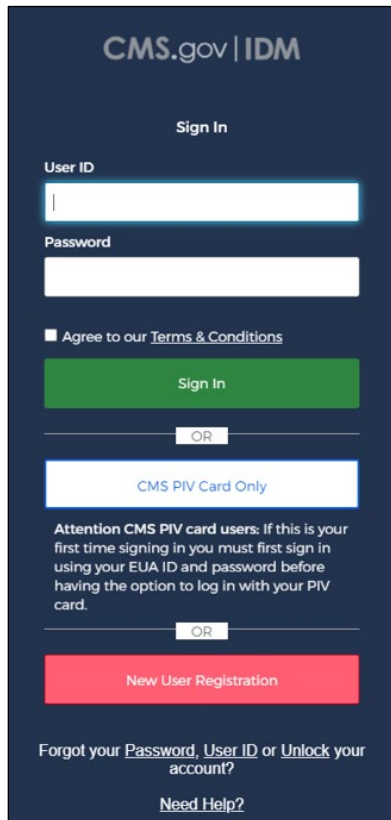 CMS.gov | IDM
Sign In
User ID
Password
Agree to our Terms & Conditions
Sign In
OR
CMS PIV Card Only
Attention CMS PIV card users: If this is your
first time signing in you must first sign in
using your EUA ID and password before
having the option to log in with your PIV
card.
OR
New User Registration
Forgot your Password, User ID or Unlock your
account?
Need Help?